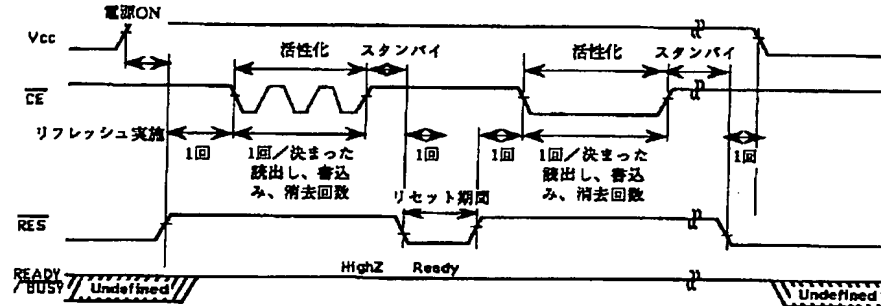 電源ON
Vcc
活性化 スタンバイ 活性化 スタンバイ
CE
リフレッシュ実施
1回 1回 1回 1回
1回／決まった
読出し、書込
み、消去回数
1回／決まった
読出し、書込
み、消去回数
リセット期間
RES
HighZ Ready
READY
/BUSY Undefined Undefined